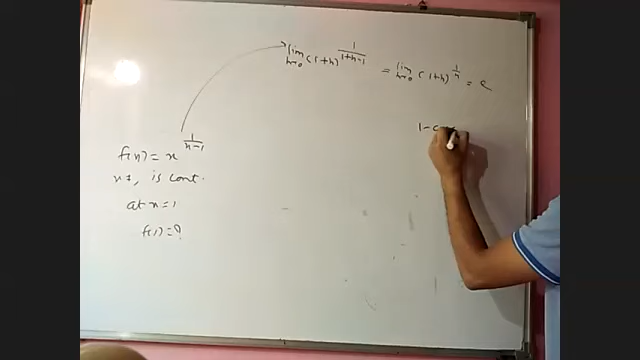 lim h→0 (1+h)^(1/(1+h-1)) = lim h→0 (1+h)^(1/h) = e
1-c
f(x) = x^(1/(x-1))
x≠, is cont.
at x=1
f(1)=?